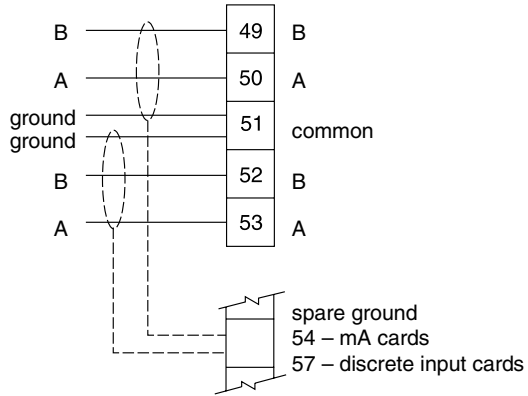 B 49 B
A 50 A
ground
ground
51 common
B 52 B
A 53 A
spare ground
54 – mA cards
57 – discrete input cards